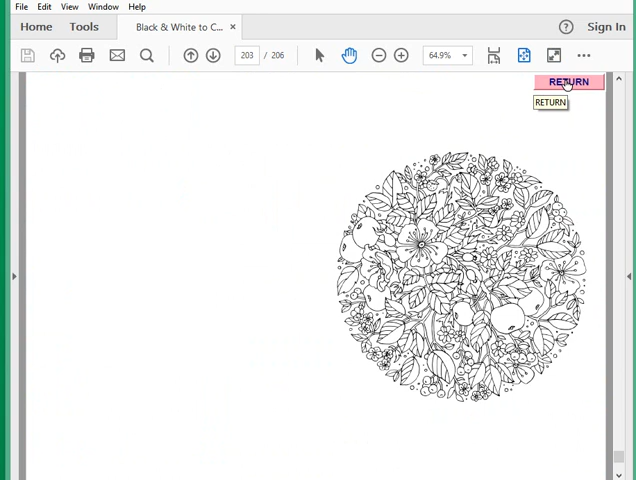 File Edit View Window Help
Home Tools Black & White to C... × ? Sign In
203 / 206 64.9%
RETURN
RETURN